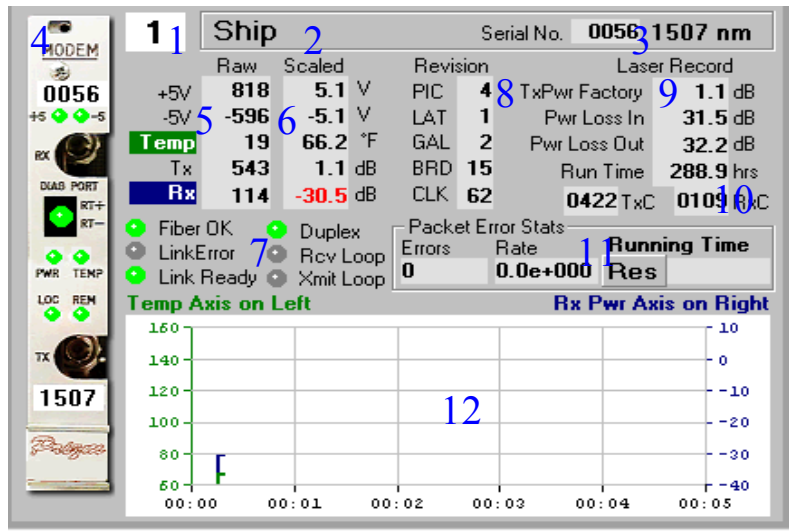 4 MODEM
0056
+5 -5
RX
DIAG PORT
RT+
RT-
PWR TEMP
LOC REM
TX
1507
Prizm
1 1 Ship 2 Serial No. 0056 3 1507 nm
Raw Scaled Revision Laser Record
+5V 818 5.1 V PIC 4 8 TxPwr Factory 9 1.1 dB
-5V 5 -596 6 -5.1 V LAT 1 Pwr Loss In 31.5 dB
Temp 19 66.2 °F GAL 2 Pwr Loss Out 32.2 dB
Tx 543 1.1 dB BRD 15 Run Time 288.9 hrs
Rx 114 -30.5 dB CLK 62 0422 TxC 0109 RxC 10
Fiber OK Duplex Packet Error Stats
LinkError 7 Rcv Loop Errors Rate 11 Running Time
Link Ready Xmit Loop 0 0.0e+000 Res
Temp Axis on Left Rx Pwr Axis on Right
160 10
140 0
120 -10
12
100 -20
80 -30
60 -40
00:00 00:01 00:02 00:03 00:04 00:05